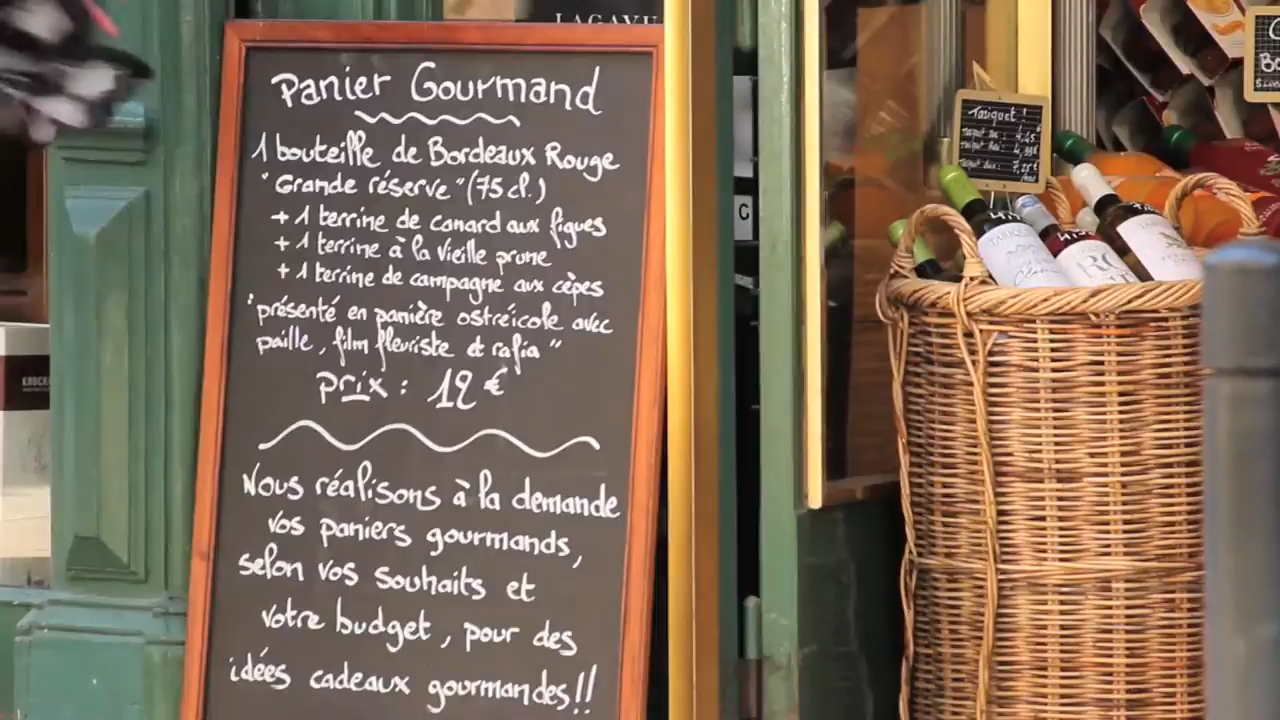 LAGAVU
Panier Gourmand
1 bouteille de Bordeaux Rouge
"Grande réserve" (75 cl.)
+ 1 terrine de canard aux figues
+ 1 terrine à la vieille prune
+ 1 terrine de campagne aux cèpes
"présenté en panière ostréicole avec
paille, film fleuriste et rafia"
prix : 12 €
Nous réalisons à la demande
vos paniers gourmands,
selon vos souhaits et
votre budget, pour des
idées cadeaux gourmandes!!
G
Tariquet !